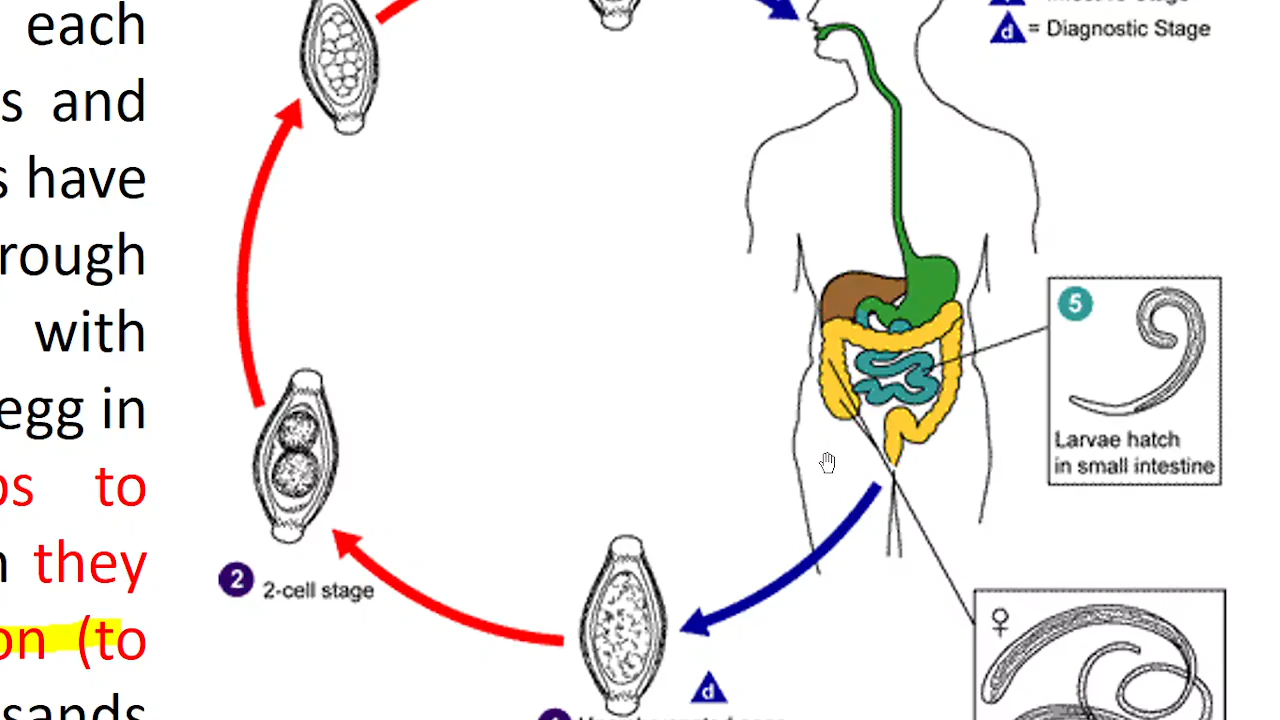 each
s and
s have
rough
with
egg in
to
they
on (to
sands
d = Diagnostic Stage
5
Larvae hatch
in small intestine
2 2-cell stage
d
♀